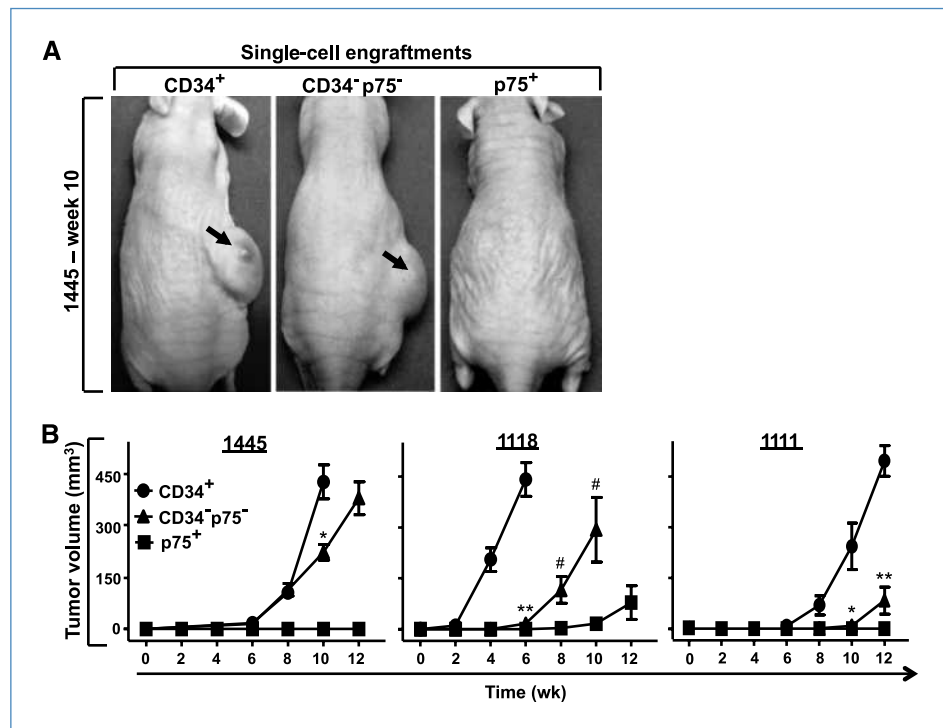 A
Single-cell engraftments
CD34⁺
CD34⁻p75⁻
p75⁺
1445 – week 10
B
1445
1118
1111
Tumor volume (mm³)
450
300
150
0
CD34⁺
CD34⁻p75⁻
p75⁺
*
**
#
#
*
**
0 2 4 6 8 10 12
0 2 4 6 8 10 12
0 2 4 6 8 10 12
Time (wk)